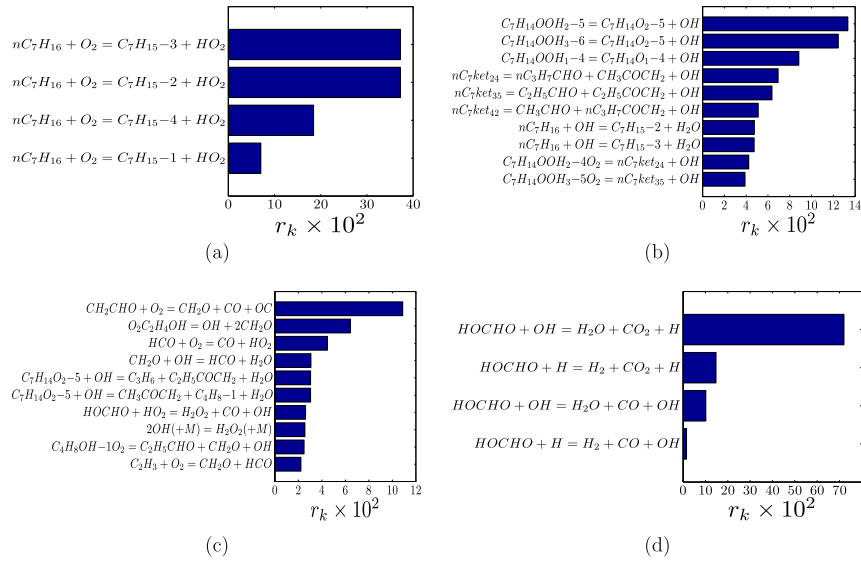 nC₇H₁₆ + O₂ = C₇H₁₅−3 + HO₂
nC₇H₁₆ + O₂ = C₇H₁₅−2 + HO₂
nC₇H₁₆ + O₂ = C₇H₁₅−4 + HO₂
nC₇H₁₆ + O₂ = C₇H₁₅−1 + HO₂
0 10 20 30 40
r_k × 10²
(a)
C₇H₁₄OOH₂−5 = C₇H₁₄O₂−5 + OH
C₇H₁₄OOH₃−6 = C₇H₁₄O₂−5 + OH
C₇H₁₄OOH₁−4 = C₇H₁₄O₁−4 + OH
nC₇ket₂₄ = nC₃H₇CHO + CH₃COCH₂ + OH
nC₇ket₃₅ = C₂H₅CHO + C₂H₅COCH₂ + OH
nC₇ket₄₂ = CH₃CHO + nC₃H₇COCH₂ + OH
nC₇H₁₆ + OH = C₇H₁₅−2 + H₂O
nC₇H₁₆ + OH = C₇H₁₅−3 + H₂O
C₇H₁₄OOH₂−4O₂ = nC₇ket₂₄ + OH
C₇H₁₄OOH₃−5O₂ = nC₇ket₃₅ + OH
0 2 4 6 8 10 12 14
r_k × 10²
(b)
CH₂CHO + O₂ = CH₂O + CO + OC
O₂C₂H₄OH = OH + 2CH₂O
HCO + O₂ = CO + HO₂
CH₂O + OH = HCO + H₂O
C₇H₁₄O₂−5 + OH = C₃H₆ + C₂H₅COCH₂ + H₂O
C₇H₁₄O₂−5 + OH = CH₃COCH₂ + C₄H₈−1 + H₂O
HOCHO + HO₂ = H₂O₂ + CO + OH
2OH(+M) = H₂O₂(+M)
C₄H₈OH−1O₂ = C₂H₅CHO + CH₂O + OH
C₂H₃ + O₂ = CH₂O + HCO
0 2 4 6 8 10 12
r_k × 10²
(c)
HOCHO + OH = H₂O + CO₂ + H
HOCHO + H = H₂ + CO₂ + H
HOCHO + OH = H₂O + CO + OH
HOCHO + H = H₂ + CO + OH
0 10 20 30 40 50 60 70
r_k × 10²
(d)